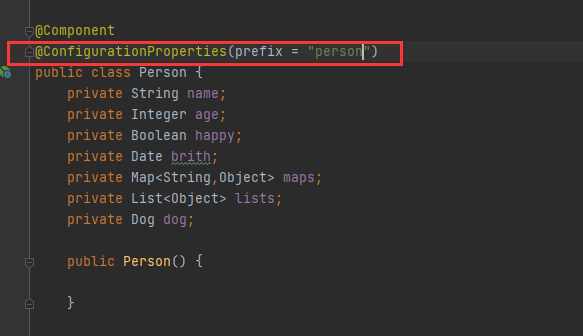 @Component
@ConfigurationProperties(prefix = "person")
public class Person {
private String name;
private Integer age;
private Boolean happy;
private Date brith;
private Map<String,Object> maps;
private List<Object> lists;
private Dog dog;
public Person() {
}